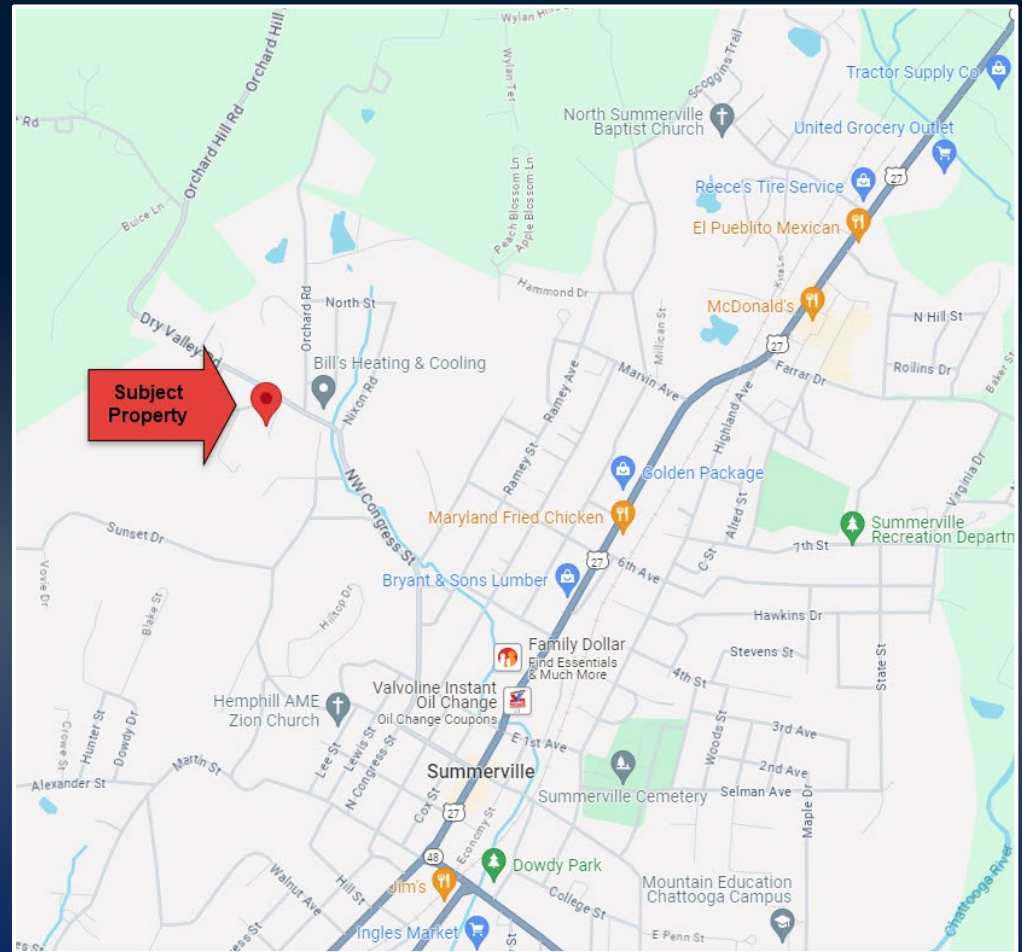 Wylan Hills
Orchard Hill Rd
Orchard Hill
Wylan Ter
Scoggins Trail
Tractor Supply Co
North Summerville
Baptist Church
United Grocery Outlet
Rd
27
Reece's Tire Service
Buice Ln
Peach Blossom Ln
Apple Blossom Ln
El Pueblito Mexican
Kyra Ln
Hammond Dr
North St
Orchard Rd
McDonald's
Millican St
N Hill St
Dry Valley Rd
27
Bill's Heating & Cooling
Marvin Ave
Farrar Dr
Rollins Dr
Baker St
Subject
Property
Nixon Rd
Ramey Ave
Highland Ave
Ramey St
Golden Package
NW Congress St
Virginia Dr
Maryland Fried Chicken
Allied St
Summerville
Recreation Departn
Sunset Dr
7th St
C St
27
6th Ave
Bryant & Sons Lumber
Vowie Dr
Blake St
Hilltop Dr
Hawkins Dr
Family Dollar
Find Essentials
& Much More
Stevens St
State St
4th St
Valvoline Instant
Oil Change
Oil Change Coupons
Hemphill AME
Zion Church
Crowe St
Hunter St
Dowdy Dr
Lee St
Lewis St
N Congress St
E 1st Ave
Woods St
3rd Ave
Martin St
Summerville
2nd Ave
Alexander St
Cox St
Summerville Cemetery
Selman Ave
27
Economy St
Maple Dr
48
Dowdy Park
Walnut Ave
Hill St
Jim's
College St
Mountain Education
Chattooga Campus
Chattooga River
Ingles Market
E Penn St